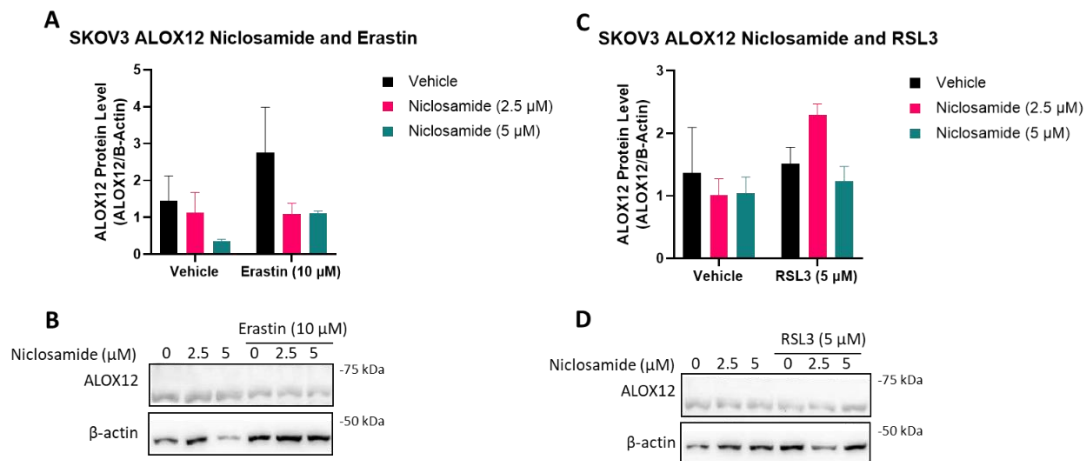 A
SKOV3 ALOX12 Niclosamide and Erastin
ALOX12 Protein Level
(ALOX12/B-Actin)
5
4
3
2
1
0
Vehicle
Erastin (10 µM)
Vehicle
Niclosamide (2.5 µM)
Niclosamide (5 µM)
C
SKOV3 ALOX12 Niclosamide and RSL3
ALOX12 Protein Level
(ALOX12/B-Actin)
3
2
1
0
Vehicle
RSL3 (5 µM)
Vehicle
Niclosamide (2.5 µM)
Niclosamide (5 µM)
B
Erastin (10 µM)
Niclosamide (µM) 0 2.5 5 0 2.5 5
ALOX12
-75 kDa
-50 kDa
β-actin
D
RSL3 (5 µM)
Niclosamide (µM) 0 2.5 5 0 2.5 5
ALOX12
-75 kDa
-50 kDa
β-actin